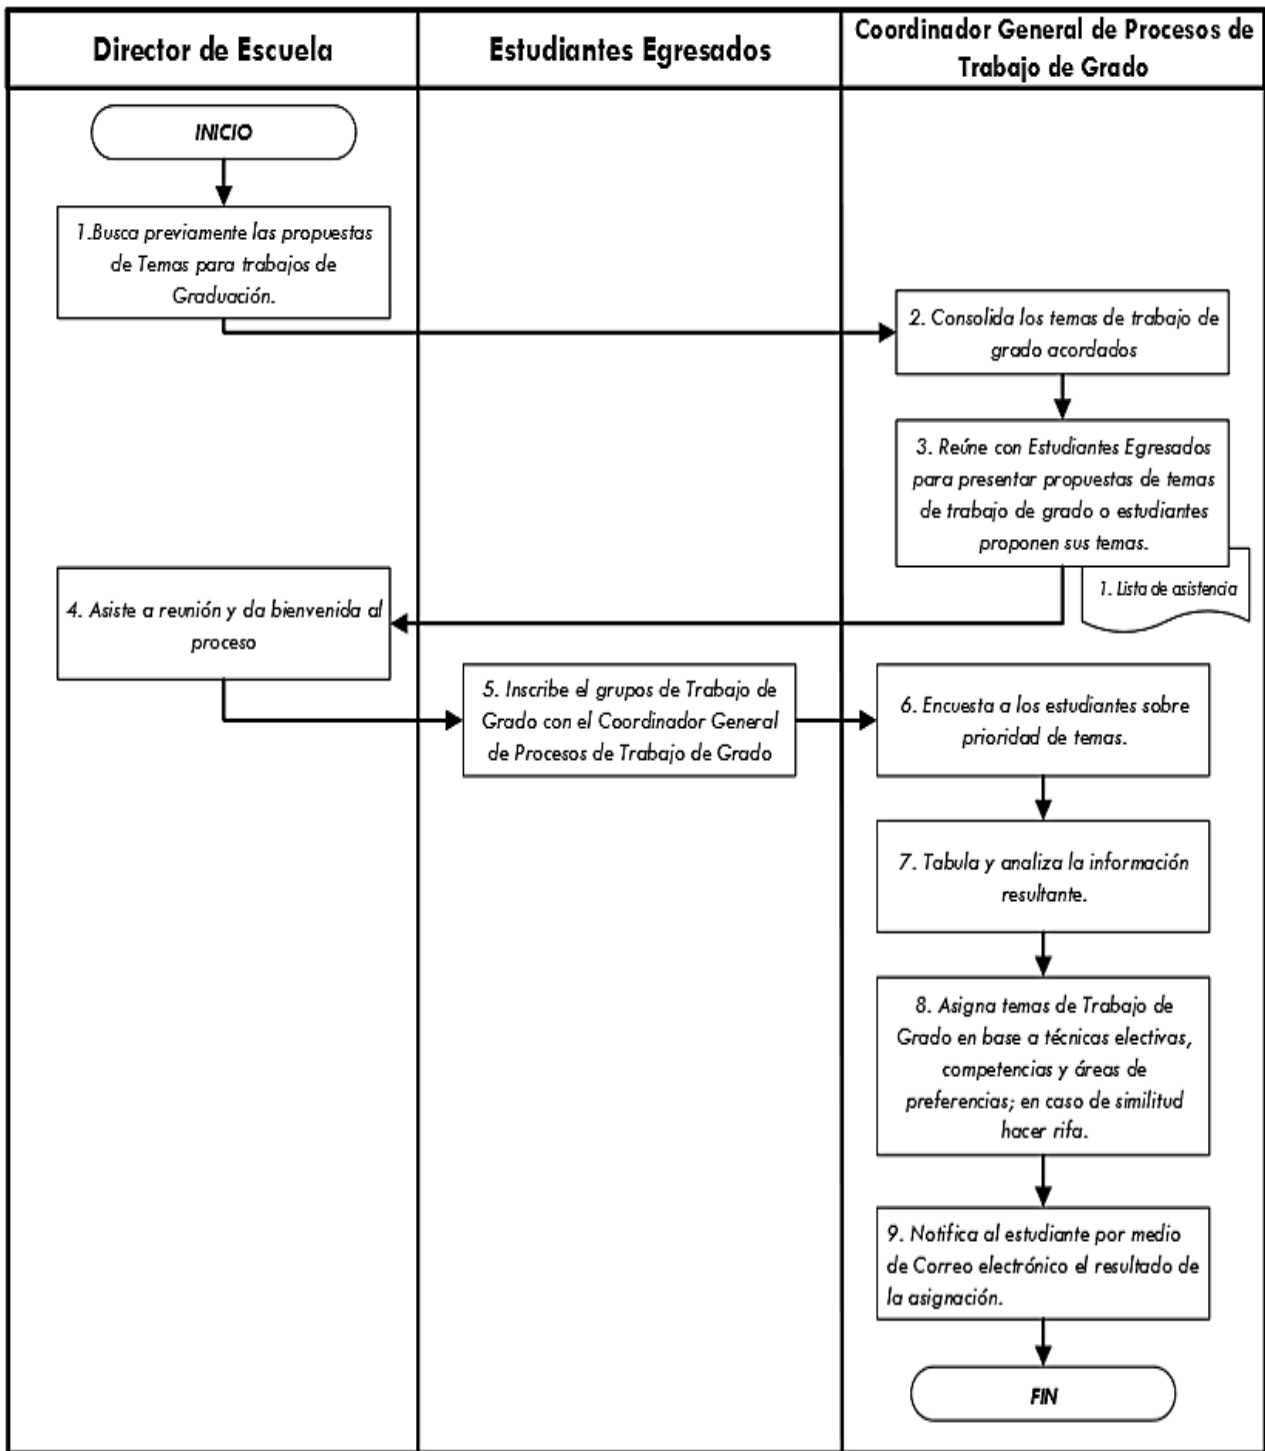 Director de Escuela
Estudiantes Egresados
Coordinador General de Procesos de
Trabajo de Grado
INICIO
1.Busca previamente las propuestas
de Temas para trabajos de
Graduación.
2. Consolida los temas de trabajo de
grado acordados
3. Reúne con Estudiantes Egresados
para presentar propuestas de temas
de trabajo de grado o estudiantes
proponen sus temas.
1. Lista de asistencia
4. Asiste a reunión y da bienvenida al
proceso
5. Inscribe el grupos de Trabajo de
Grado con el Coordinador General
de Procesos de Trabajo de Grado
6. Encuesta a los estudiantes sobre
prioridad de temas.
7. Tabula y analiza la información
resultante.
8. Asigna temas de Trabajo de
Grado en base a técnicas electivas,
competencias y áreas de
preferencias; en caso de similitud
hacer rifa.
9. Notifica al estudiante por medio
de Correo electrónico el resultado de
la asignación.
FIN